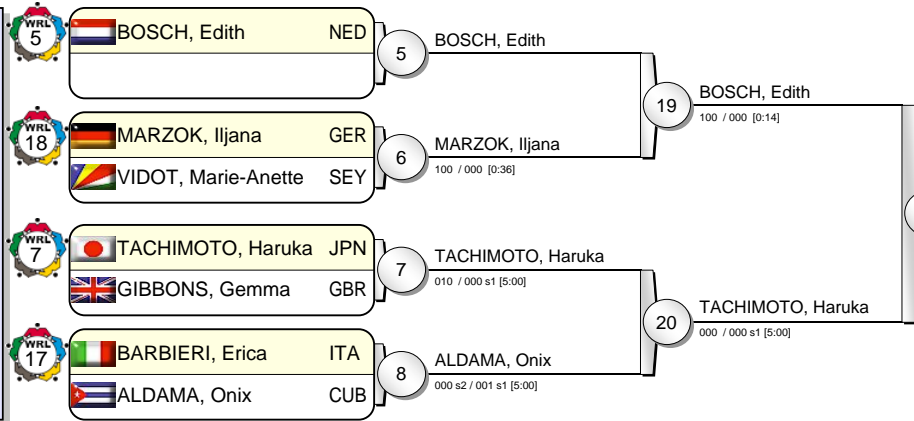 WRL
5
BOSCH, Edith NED
5
BOSCH, Edith
WRL
18
MARZOK, Iljana GER
VIDOT, Marie-Anette SEY
6
MARZOK, Iljana
100 / 000 [0:36]
19
BOSCH, Edith
100 / 000 [0:14]
WRL
7
TACHIMOTO, Haruka JPN
GIBBONS, Gemma GBR
7
TACHIMOTO, Haruka
010 / 000 s1 [5:00]
WRL
17
BARBIERI, Erica ITA
ALDAMA, Onix CUB
8
ALDAMA, Onix
000 s2 / 001 s1 [5:00]
20
TACHIMOTO, Haruka
000 / 000 s1 [5:00]